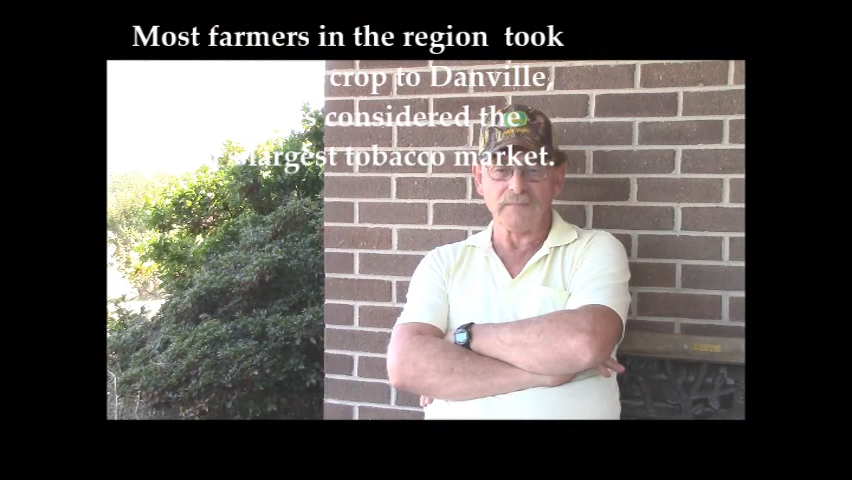 Most farmers in the region took
crop to Danville,
considered the
largest tobacco market.